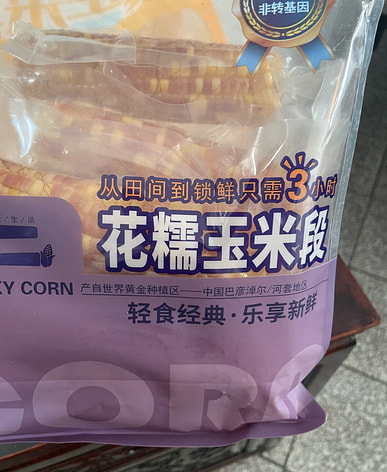 非转基因
从田间到锁鲜只需3小时
生/活
花糯玉米段
KY CORN
产自世界黄金种植区——中国巴彦淖尔/河套地区
轻食经典·乐享新鲜
CORN